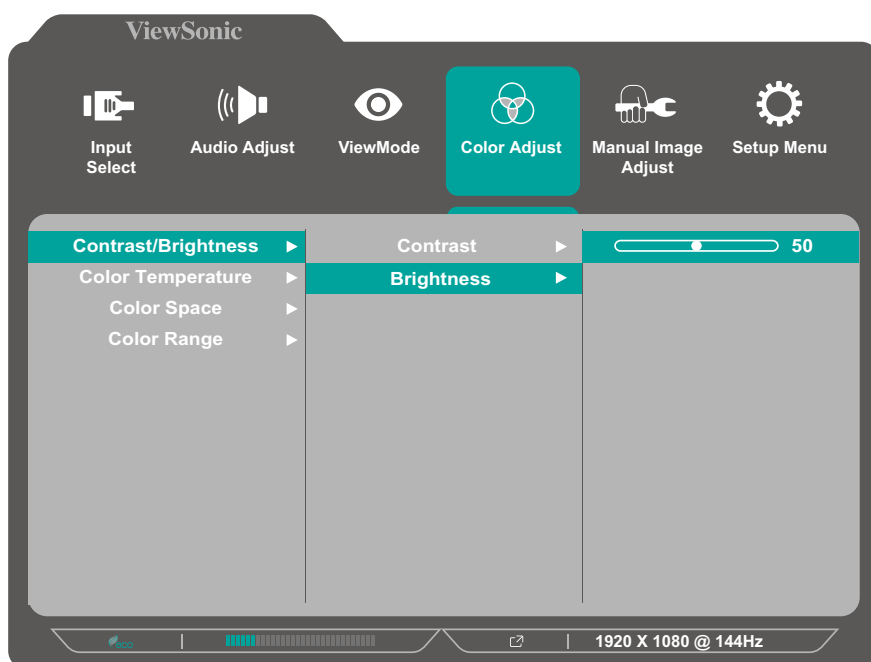 ViewSonic
Input Select
Audio Adjust
ViewMode
Color Adjust
Manual Image Adjust
Setup Menu
Contrast/Brightness
Contrast
50
Color Temperature
Brightness
Color Space
Color Range
eco
1920 X 1080 @ 144Hz